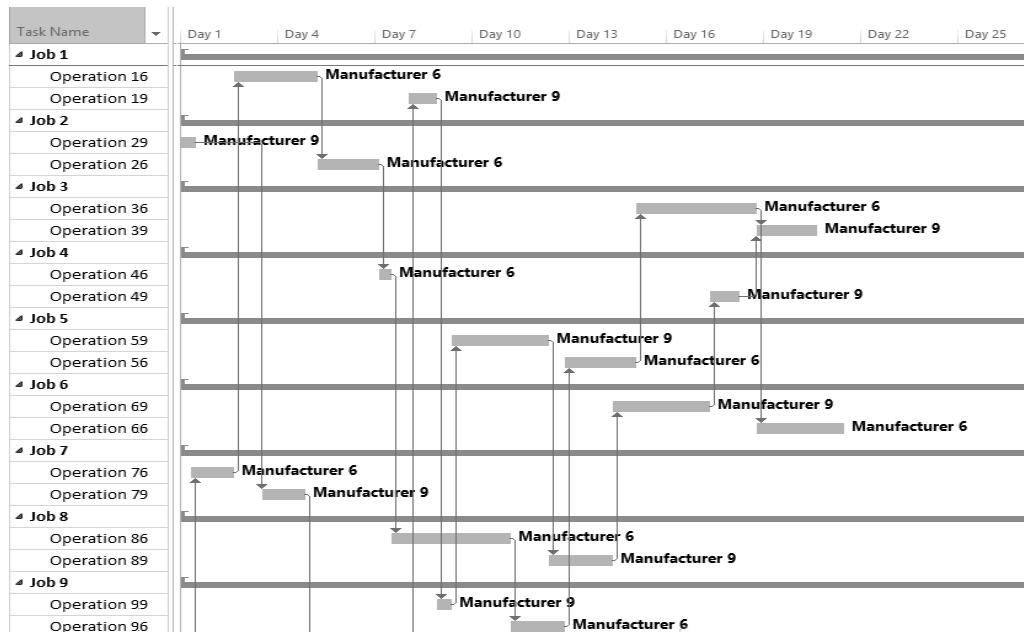 Task Name Day 1 Day 4 Day 7 Day 10 Day 13 Day 16 Day 19 Day 22 Day 25
Job 1
Operation 16 Manufacturer 6
Operation 19 Manufacturer 9
Job 2
Operation 29 Manufacturer 9
Operation 26 Manufacturer 6
Job 3
Operation 36 Manufacturer 6
Operation 39 Manufacturer 9
Job 4
Operation 46 Manufacturer 6
Operation 49 Manufacturer 9
Job 5
Operation 59 Manufacturer 9
Operation 56 Manufacturer 6
Job 6
Operation 69 Manufacturer 9
Operation 66 Manufacturer 6
Job 7
Operation 76 Manufacturer 6
Operation 79 Manufacturer 9
Job 8
Operation 86 Manufacturer 6
Operation 89 Manufacturer 9
Job 9
Operation 99 Manufacturer 9
Operation 96 Manufacturer 6